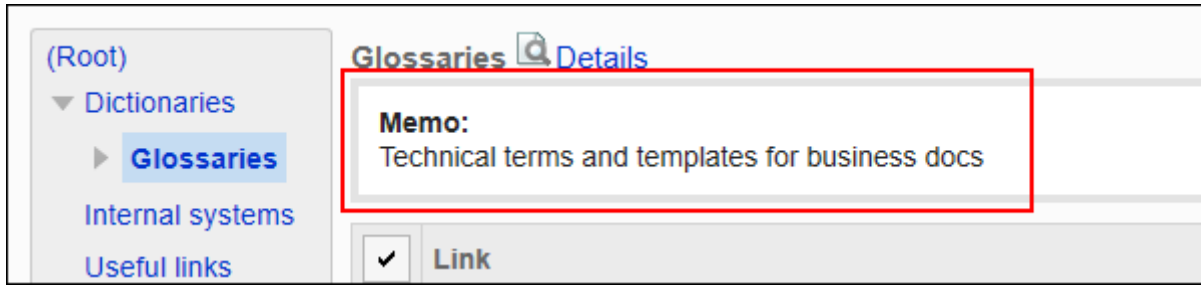 (Root)
Dictionaries
Glossaries
Internal systems
Useful links
Glossaries Details
Memo:
Technical terms and templates for business docs
Link